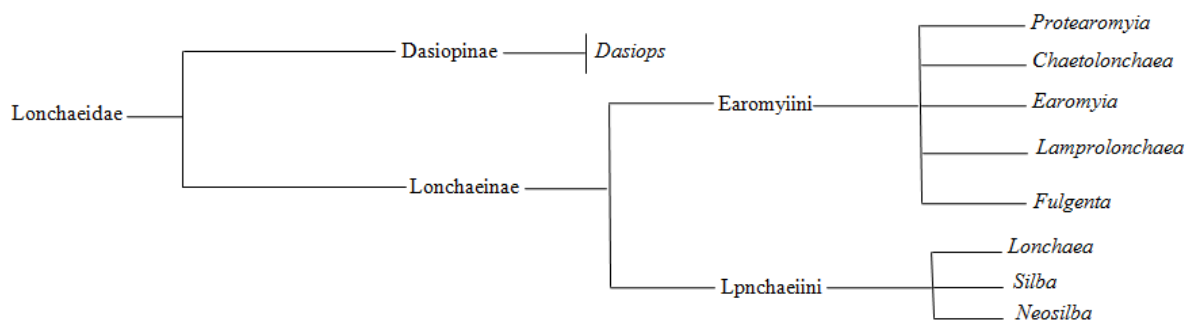 Lonchaeidae
Dasiopinae
Dasiops
Lonchaeinae
Earomyiini
Protearomyia
Chaetolonchaea
Earomyia
Lamprolonchaea
Fulgenta
Lpnchaeiini
Lonchaea
Silba
Neosilba